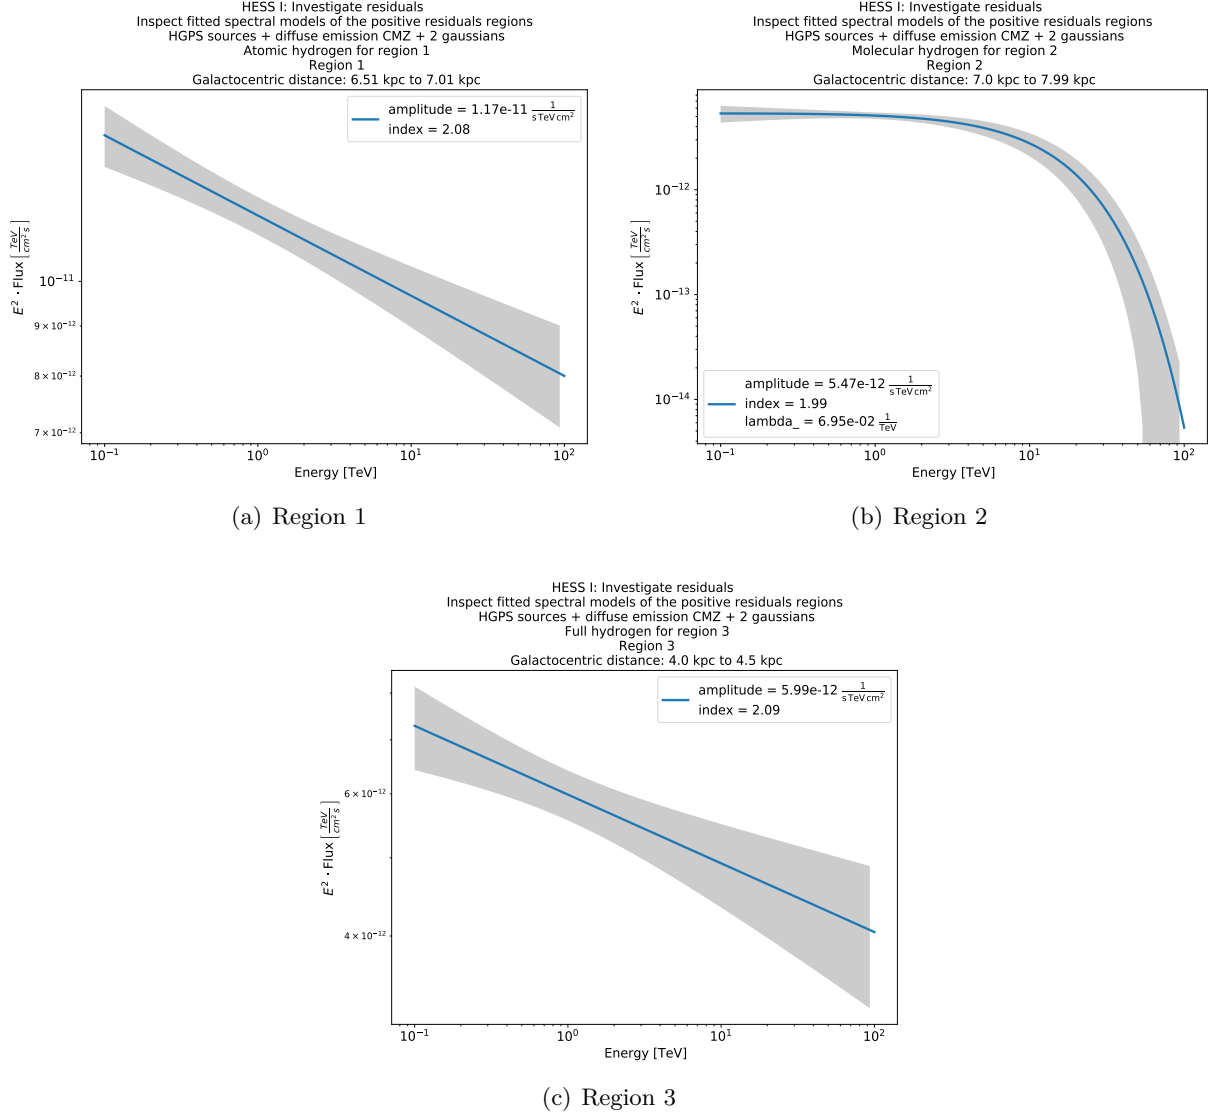 HESS I: Investigate residuals
Inspect fitted spectral models of the positive residuals regions
HGPS sources + diffuse emission CMZ + 2 gaussians
Atomic hydrogen for region 1
Region 1
Galactocentric distance: 6.51 kpc to 7.01 kpc
amplitude = 1.17e-11 1/(s TeV cm²)
index = 2.08
E² · Flux [TeV/(cm² s)]
10⁻¹¹
9 × 10⁻¹²
8 × 10⁻¹²
7 × 10⁻¹²
10⁻¹ 10⁰ 10¹ 10²
Energy [TeV]
(a) Region 1
HESS I: Investigate residuals
Inspect fitted spectral models of the positive residuals regions
HGPS sources + diffuse emission CMZ + 2 gaussians
Molecular hydrogen for region 2
Region 2
Galactocentric distance: 7.0 kpc to 7.99 kpc
E² · Flux [TeV/(cm² s)]
10⁻¹²
10⁻¹³
10⁻¹⁴
amplitude = 5.47e-12 1/(s TeV cm²)
index = 1.99
lambda_ = 6.95e-02 1/TeV
10⁻¹ 10⁰ 10¹ 10²
Energy [TeV]
(b) Region 2
HESS I: Investigate residuals
Inspect fitted spectral models of the positive residuals regions
HGPS sources + diffuse emission CMZ + 2 gaussians
Full hydrogen for region 3
Region 3
Galactocentric distance: 4.0 kpc to 4.5 kpc
amplitude = 5.99e-12 1/(s TeV cm²)
index = 2.09
E² · Flux [TeV/(cm² s)]
6 × 10⁻¹²
4 × 10⁻¹²
10⁻¹ 10⁰ 10¹ 10²
Energy [TeV]
(c) Region 3